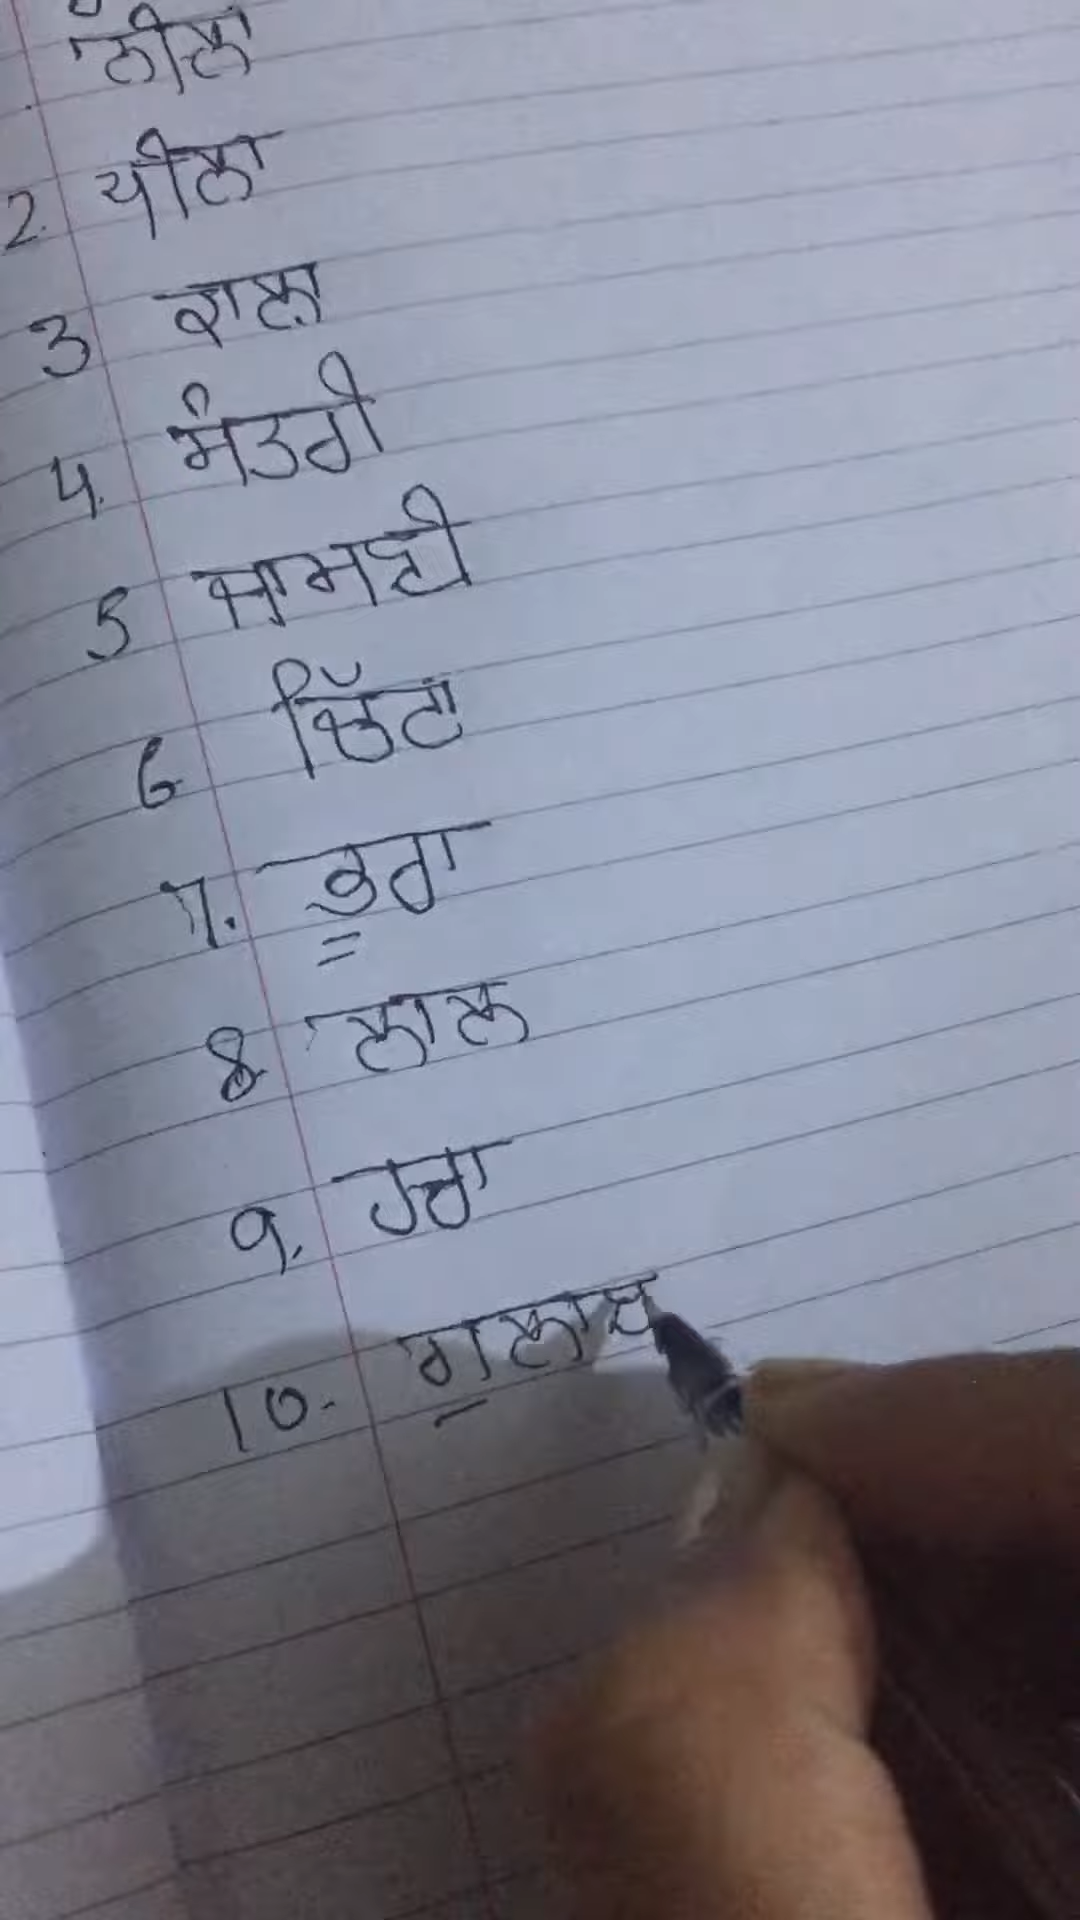 ਨੀਲਾ
2. ਪੀਲਾ
3 ਕਾਲ਼ਾ
4. ਸੰਤਰੀ
5 ਜਾਮਣੀ
6 ਚਿੱਟਾ
7. ਭੂਰਾ
8. ਲਾਲ
9. ਹਰਾ
10. ਗੁਲਾਬ